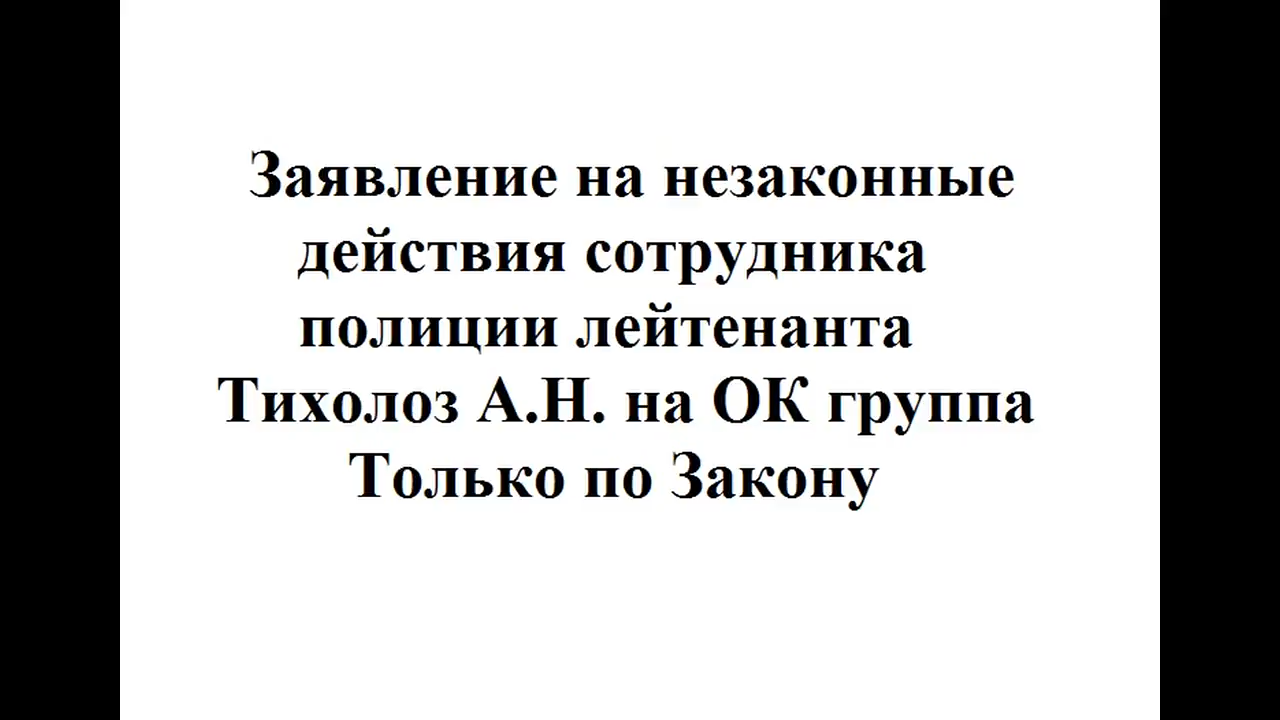 Заявление на незаконные
действия сотрудника
полиции лейтенанта
Тихолоз А.Н. на ОК группа
Только по Закону